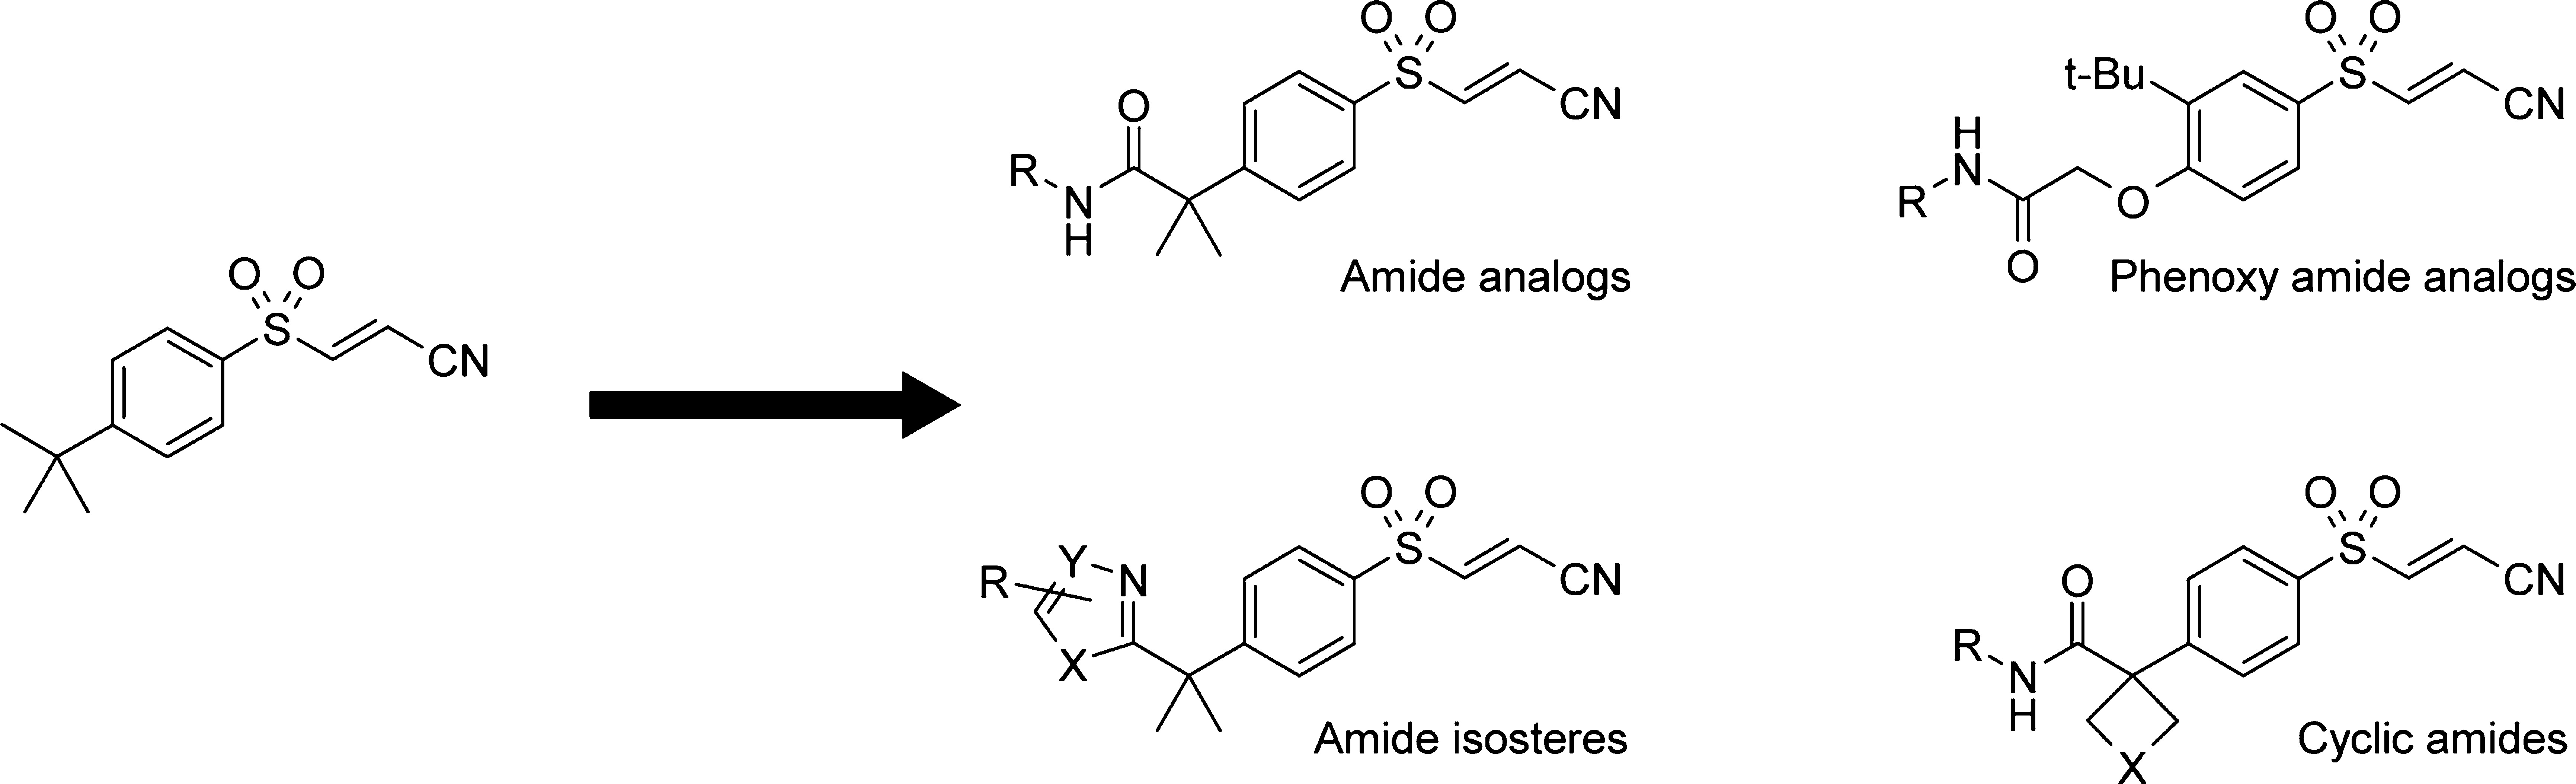 O O
S
CN
O O
S
CN
O
R
N
H
Amide analogs
O O
S
CN
t-Bu
H
N
R
O
O
Phenoxy amide analogs
O O
S
CN
R
Y
N
X
Amide isosteres
O O
S
CN
O
R
N
H
X
Cyclic amides